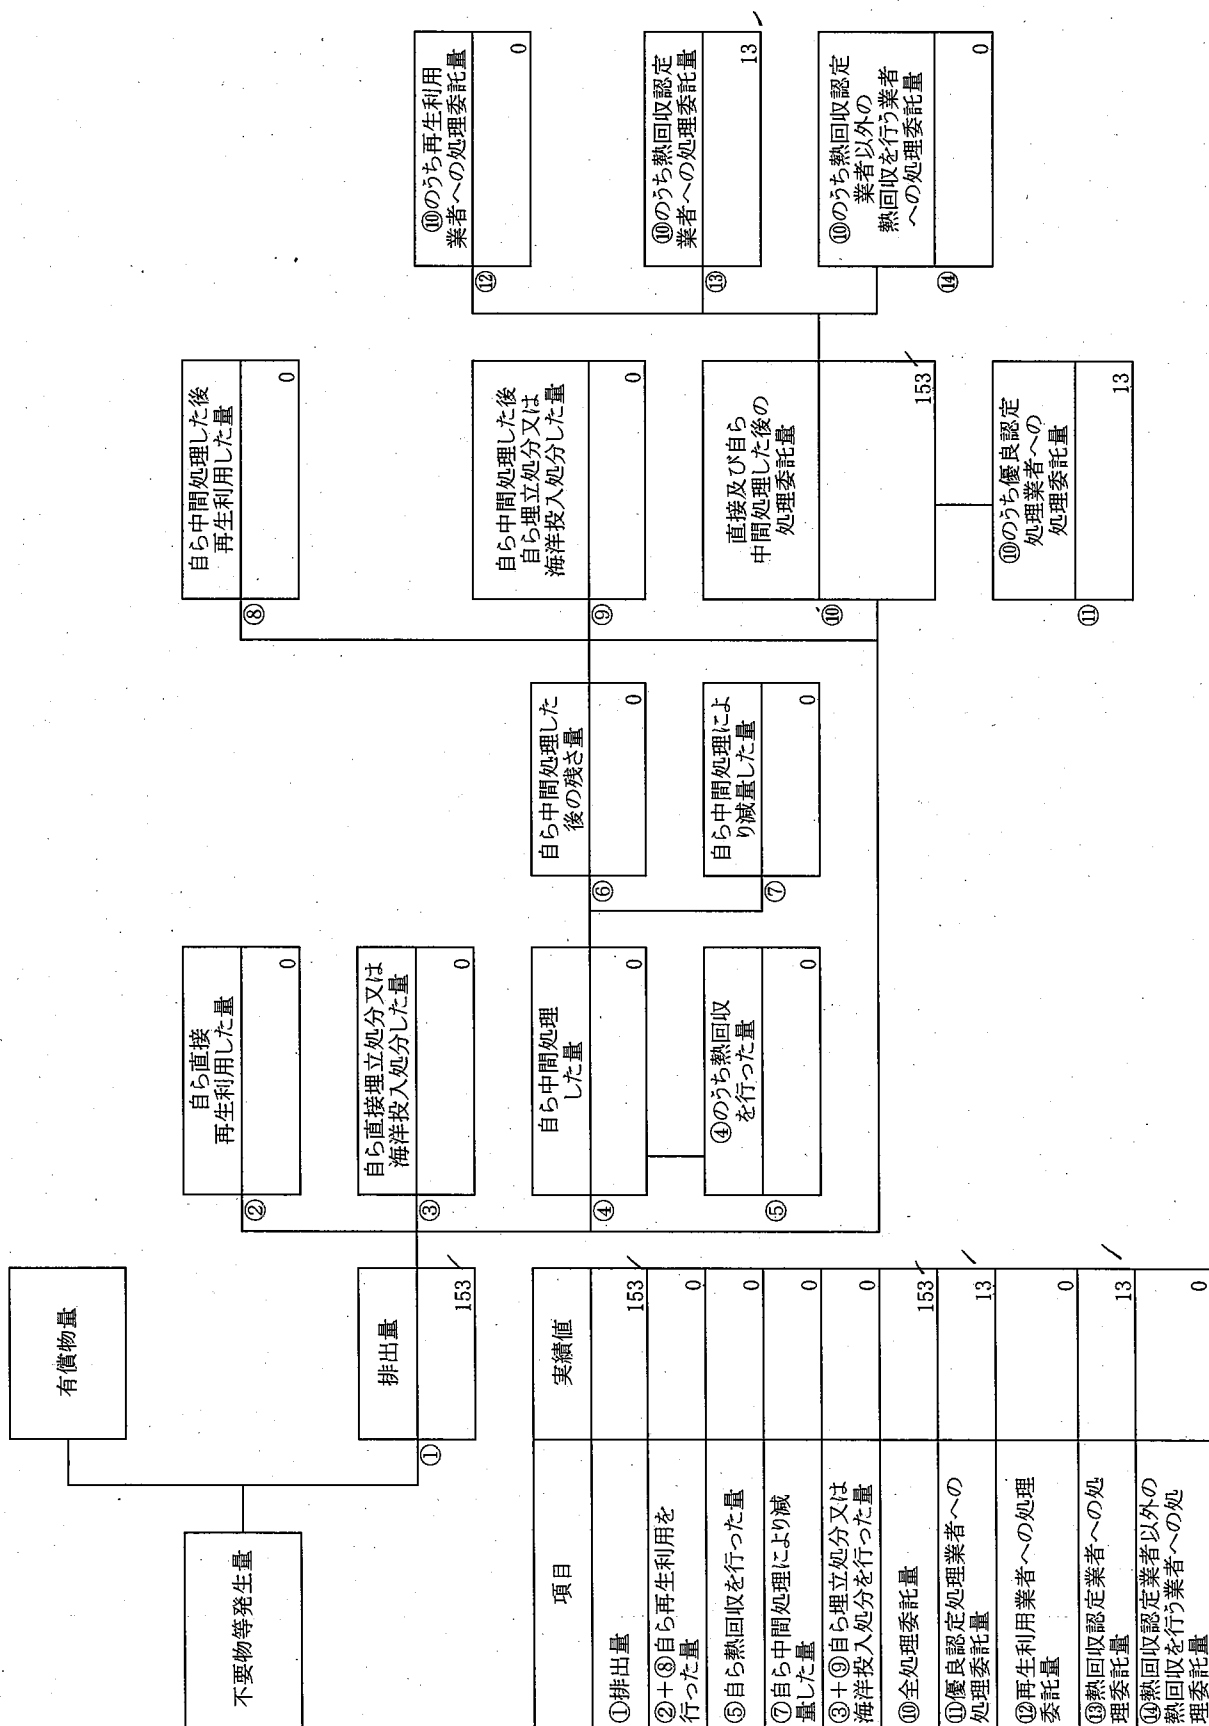 不要物等発生量
有償物量
排出量
①
153
自ら直接
再生利用した量
②
0
自ら直接埋立処分又は
海洋投入処分した量
③
0
自ら中間処理
した量
④
0
④のうち熱回収
を行った量
⑤
0
自ら中間処理した
後の残さ量
⑥
0
自ら中間処理によ
り減量した量
⑦
0
自ら中間処理した後
再生利用した量
⑧
0
自ら中間処理した後
自ら埋立処分又は
海洋投入処分した量
⑨
0
直接及び自ら
中間処理した後の
処理委託量
⑩
153
⑩のうち優良認定
処理業者への
処理委託量
⑪
13
⑩のうち再生利用
業者への処理委託量
⑫
0
⑩のうち熱回収認定
業者への処理委託量
⑬
13
⑩のうち熱回収認定
業者以外の
熱回収を行う業者
への処理委託量
⑭
0
項目 実績値
①排出量 153
②+⑧自ら再生利用を
行った量 0
⑤自ら熱回収を行った量 0
⑦自ら中間処理により減
量した量 0
③+⑨自ら埋立処分又は
海洋投入処分を行った量 0
⑩全処理委託量 153
⑪優良認定処理業者への
処理委託量 13
⑫再生利用業者への処理
委託量 0
⑬熱回収認定業者への処
理委託量 13
⑭熱回収認定業者以外の
熱回収を行う業者への処
理委託量 0